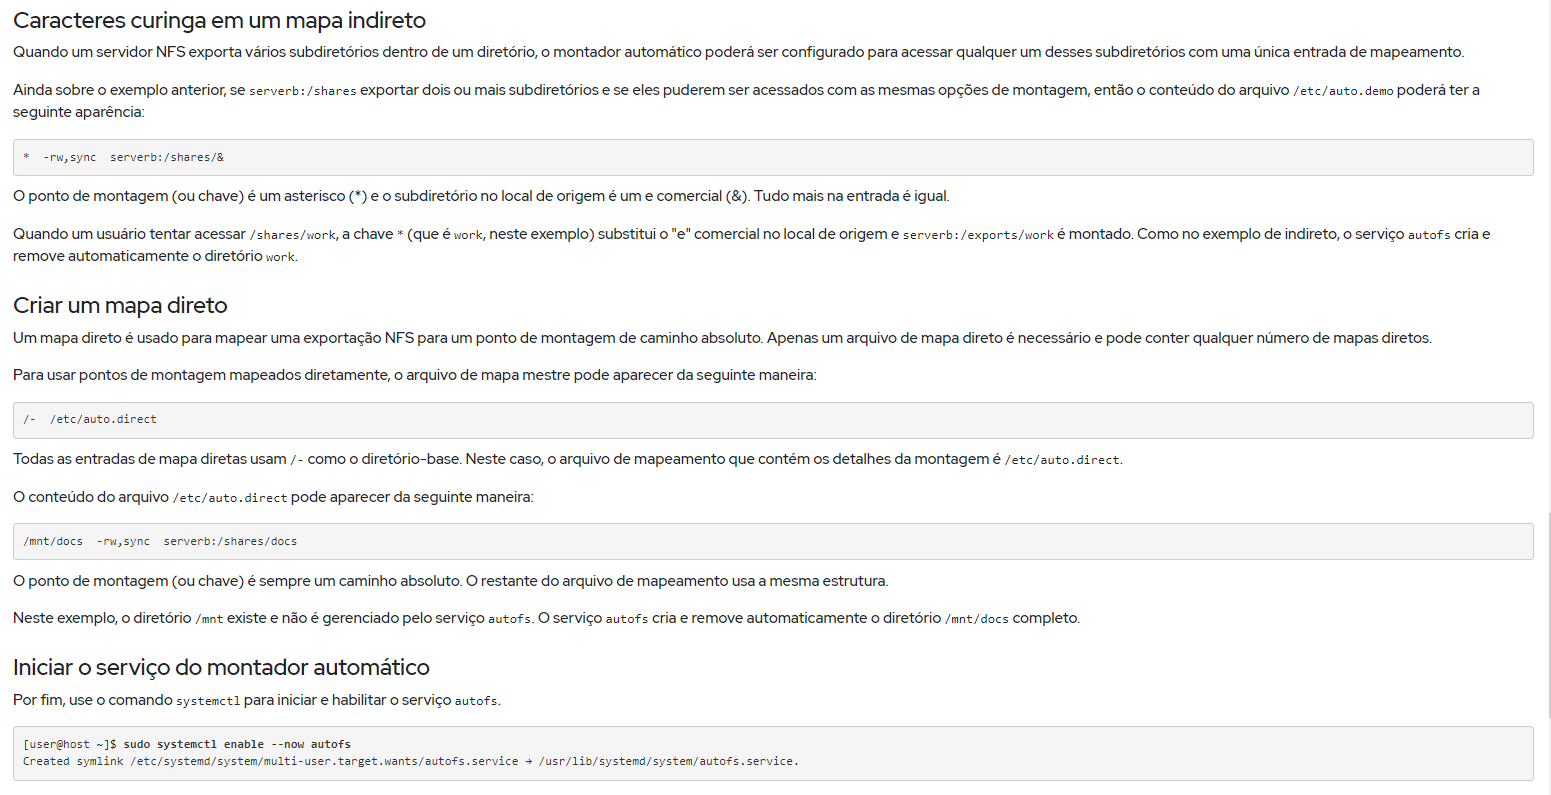 Caracteres curinga em um mapa indireto
Quando um servidor NFS exporta vários subdiretórios dentro de um diretório, o montador automático poderá ser configurado para acessar qualquer um desses subdiretórios com uma única entrada de mapeamento.
Ainda sobre o exemplo anterior, se serverb:/shares exportar dois ou mais subdiretórios e se eles puderem ser acessados com as mesmas opções de montagem, então o conteúdo do arquivo /etc/auto.demo poderá ter a
seguinte aparência:
*  -rw,sync  serverb:/shares/&
O ponto de montagem (ou chave) é um asterisco (*) e o subdiretório no local de origem é um e comercial (&). Tudo mais na entrada é igual.
Quando um usuário tentar acessar /shares/work, a chave * (que é work, neste exemplo) substitui o "e" comercial no local de origem e serverb:/exports/work é montado. Como no exemplo de indireto, o serviço autofs cria e
remove automaticamente o diretório work.
Criar um mapa direto
Um mapa direto é usado para mapear uma exportação NFS para um ponto de montagem de caminho absoluto. Apenas um arquivo de mapa direto é necessário e pode conter qualquer número de mapas diretos.
Para usar pontos de montagem mapeados diretamente, o arquivo de mapa mestre pode aparecer da seguinte maneira:
/-  /etc/auto.direct
Todas as entradas de mapa diretas usam /- como o diretório-base. Neste caso, o arquivo de mapeamento que contém os detalhes da montagem é /etc/auto.direct.
O conteúdo do arquivo /etc/auto.direct pode aparecer da seguinte maneira:
/mnt/docs  -rw,sync  serverb:/shares/docs
O ponto de montagem (ou chave) é sempre um caminho absoluto. O restante do arquivo de mapeamento usa a mesma estrutura.
Neste exemplo, o diretório /mnt existe e não é gerenciado pelo serviço autofs. O serviço autofs cria e remove automaticamente o diretório /mnt/docs completo.
Iniciar o serviço do montador automático
Por fim, use o comando systemctl para iniciar e habilitar o serviço autofs.
[user@host ~]$ sudo systemctl enable --now autofs
Created symlink /etc/systemd/system/multi-user.target.wants/autofs.service → /usr/lib/systemd/system/autofs.service.